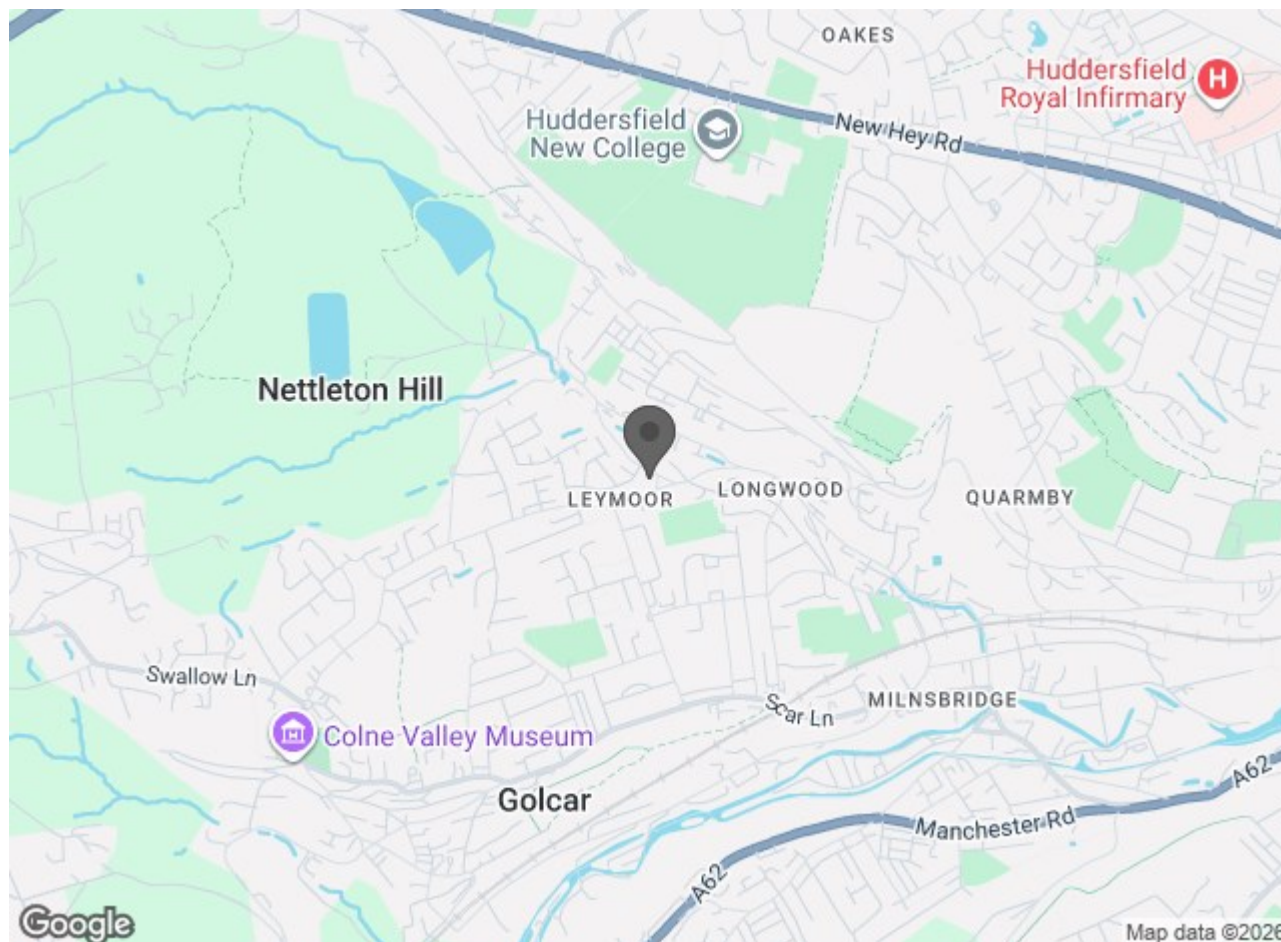 OAKES
Huddersfield
Royal Infirmary
H
Huddersfield
New College
New Hey Rd
Nettleton Hill
LEYMOOR
LONGWOOD
QUARMBY
Swallow Ln
Scar Ln
MILNSBRIDGE
Colne Valley Museum
Golcar
A62
Manchester Rd
A62
Google
Map data ©2026